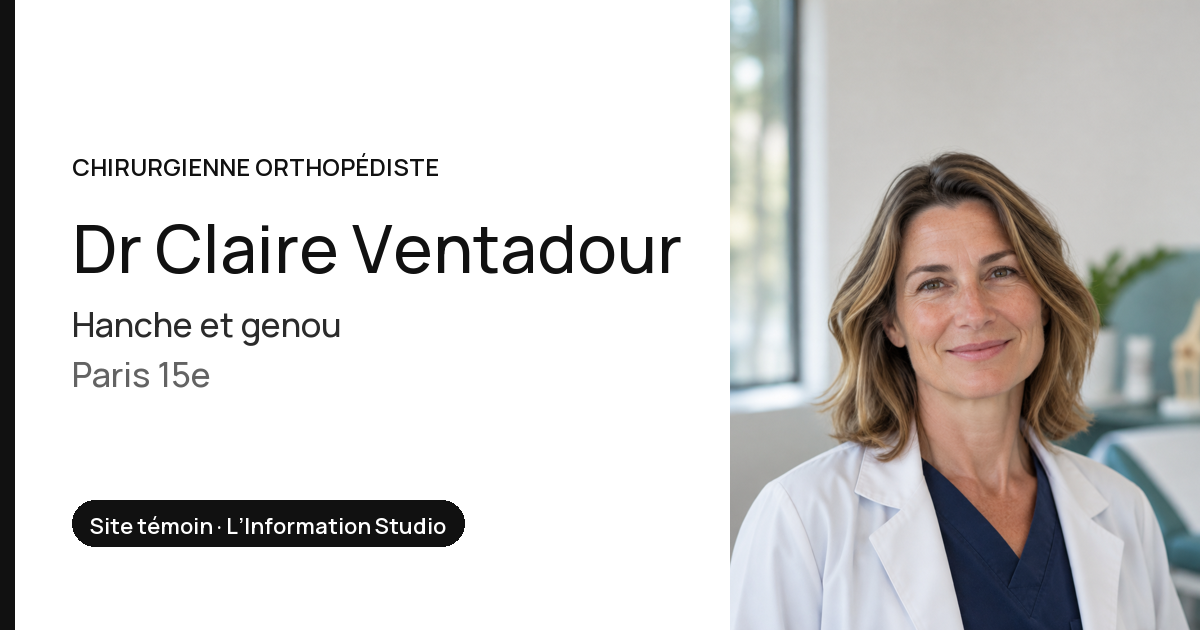 CHIRURGIENNE ORTHOPÉDISTE
Dr Claire Ventadour
Hanche et genou
Paris 15e
Site témoin · L’Information Studio